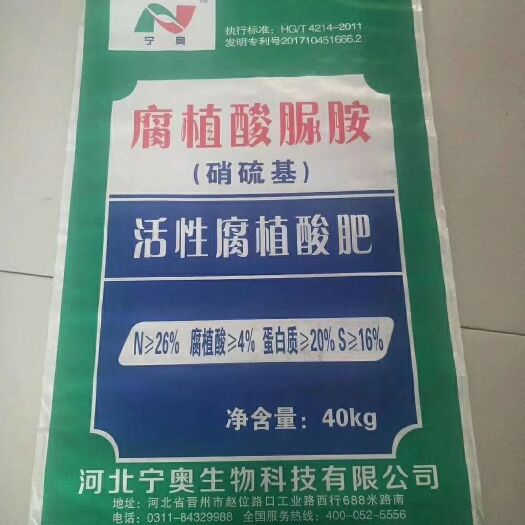 TM
宁奥
执行标准：HG/T 4214-2011
发明专利号201710451666.2
腐植酸脲胺
(硝硫基)
活性腐植酸肥
N≥26% 腐植酸≥4% 蛋白质≥20% S≥16%
净含量：40kg
河北宁奥生物科技有限公司
地址：河北省晋州市赵位路口工业路西行688米路南
电话：0311-84329988 全国服务热线：400-052-5556